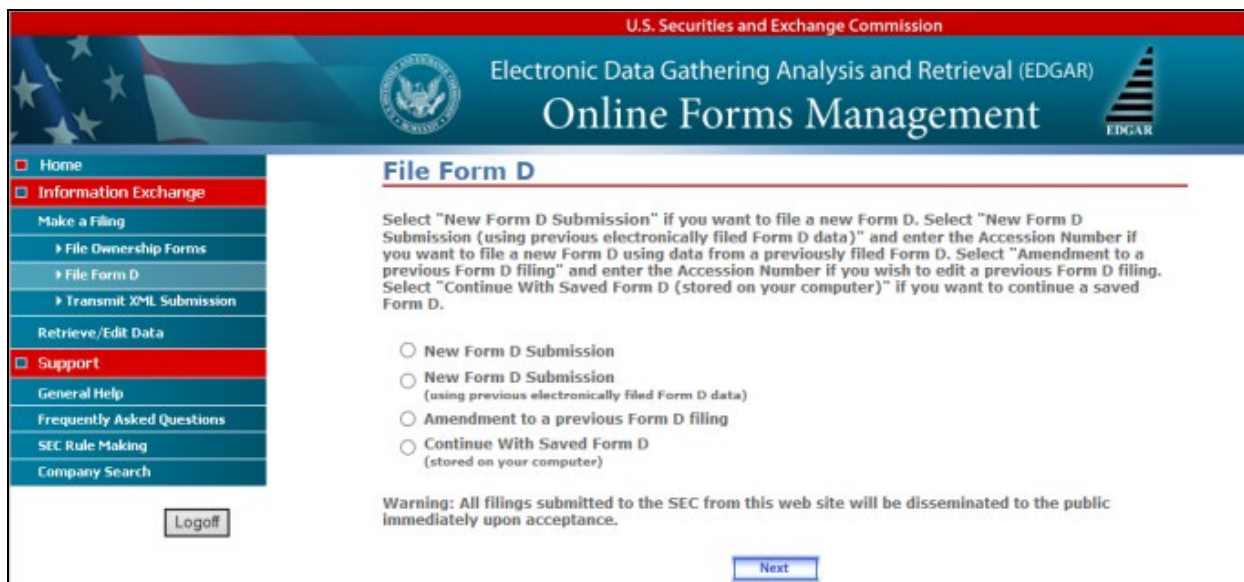 U.S. Securities and Exchange Commission
Electronic Data Gathering Analysis and Retrieval (EDGAR)
Online Forms Management
EDGAR
Home
Information Exchange
Make a Filing
File Ownership Forms
File Form D
Transmit XML Submission
Retrieve/Edit Data
Support
General Help
Frequently Asked Questions
SEC Rule Making
Company Search
Logoff
File Form D
Select "New Form D Submission" if you want to file a new Form D. Select "New Form D
Submission (using previous electronically filed Form D data)" and enter the Accession Number if
you want to file a new Form D using data from a previously filed Form D. Select "Amendment to a
previous Form D filing" and enter the Accession Number if you wish to edit a previous Form D filing.
Select "Continue With Saved Form D (stored on your computer)" if you want to continue a saved
Form D.
New Form D Submission
New Form D Submission
(using previous electronically filed Form D data)
Amendment to a previous Form D filing
Continue With Saved Form D
(stored on your computer)
Warning: All filings submitted to the SEC from this web site will be disseminated to the public
immediately upon acceptance.
Next